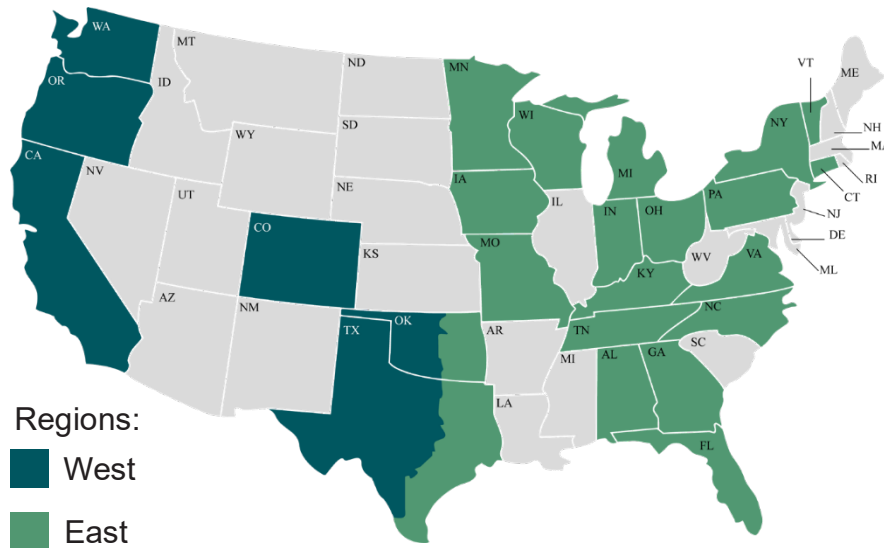 WA
MT
ND
MN
VT
ME
OR
ID
WI
NY
NH
SD
MA
WY
CA
MI
RI
IA
NV
NE
PA
CT
UT
IL
IN
OH
NJ
CO
MO
DE
KS
WV
VA
ML
KY
AZ
NM
NC
OK
TX
AR
TN
SC
MI
AL
GA
LA
Regions:
FL
West
East